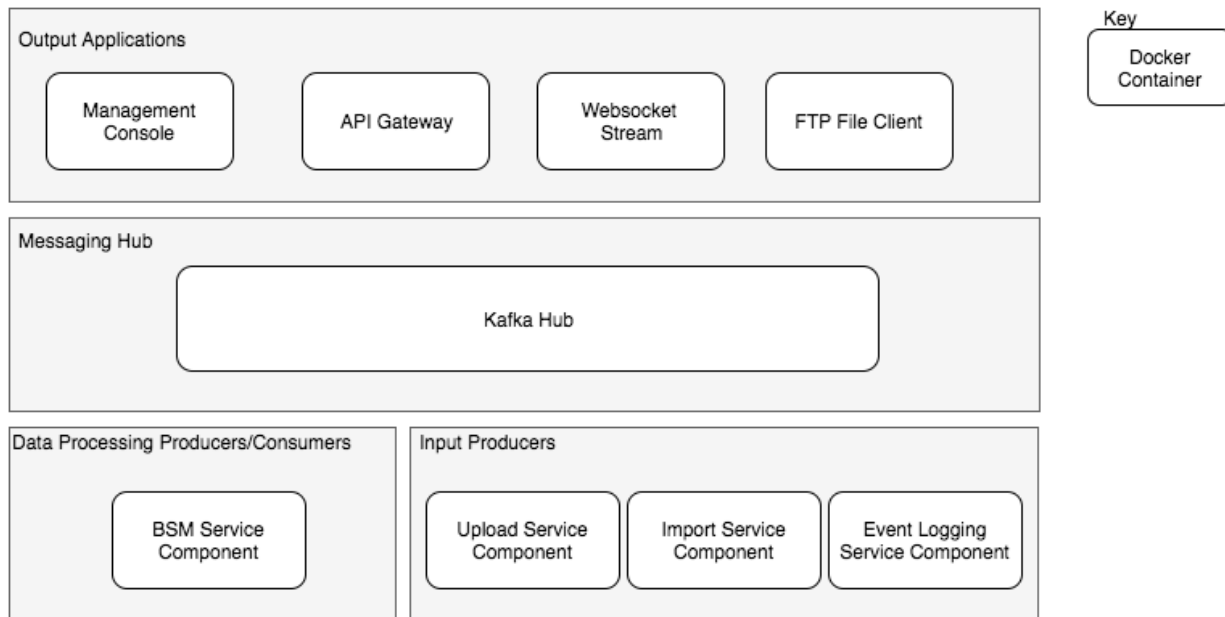 Output Applications
Management
Console
API Gateway
Websocket
Stream
FTP File Client
Key
Docker
Container
Messaging Hub
Kafka Hub
Data Processing Producers/Consumers
BSM Service
Component
Input Producers
Upload Service
Component
Import Service
Component
Event Logging
Service Component